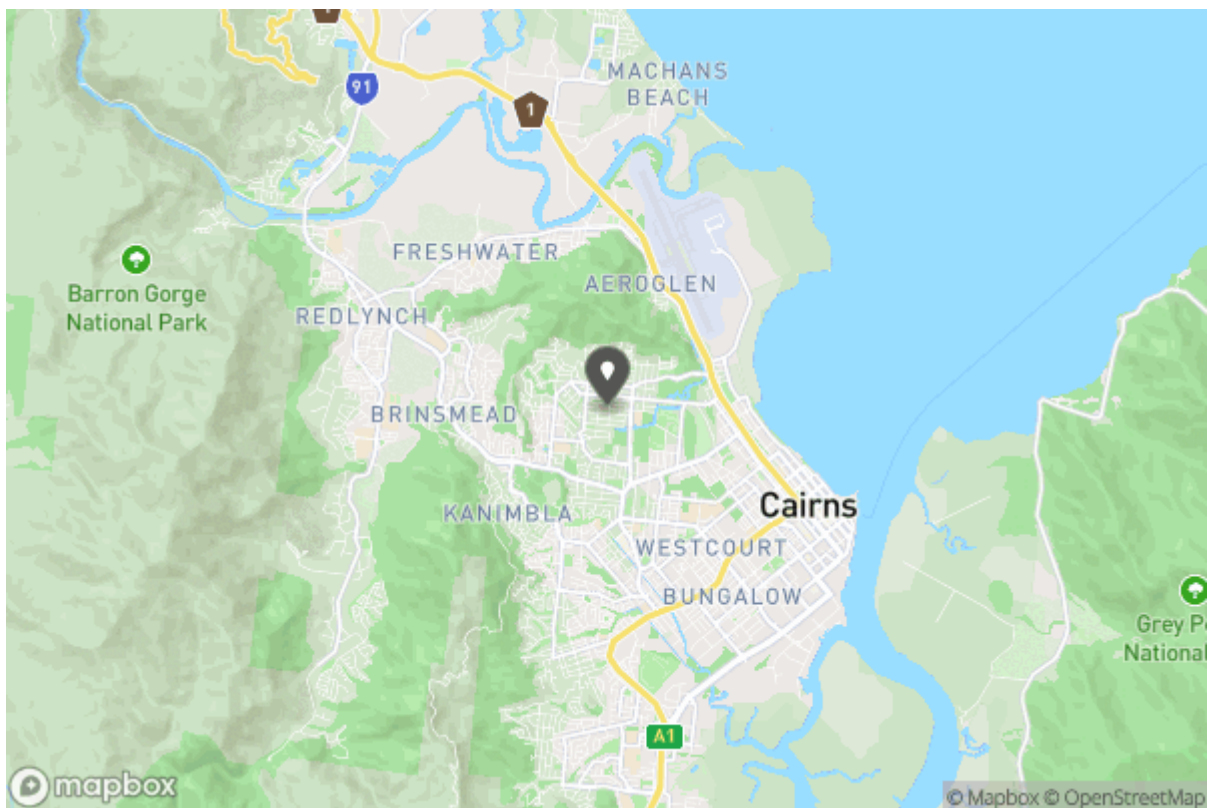 1
91
1
MACHANS
BEACH
FRESHWATER
AEROGLEN
Barron Gorge
National Park
REDLYNCH
BRINSMEAD
KANIMBLA
Cairns
WESTCOURT
BUNGALOW
Grey Pe
National
A1
mapbox
© Mapbox © OpenStreetMap